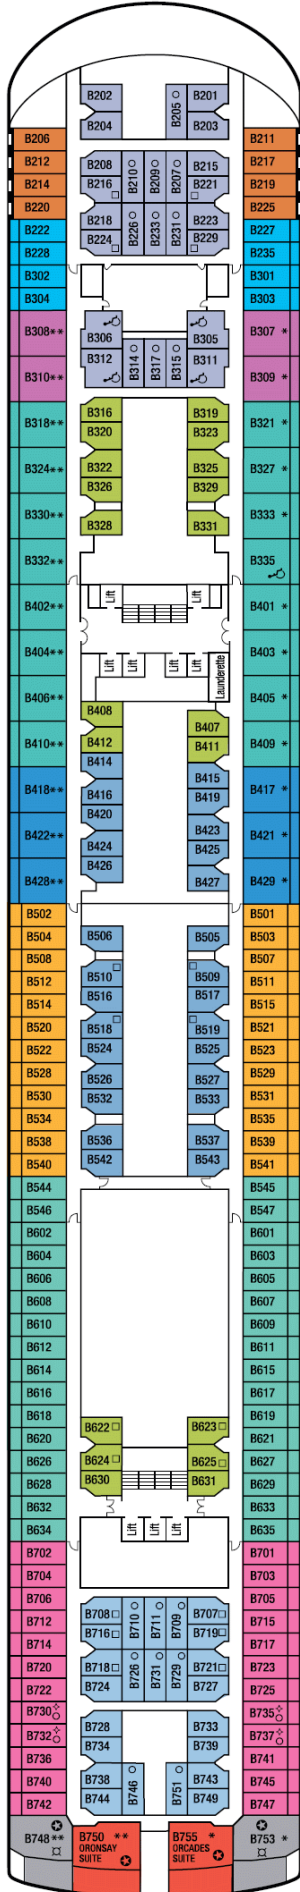 B202 B205 ○ B201
B204 B203
B206 B211
B212 B208 B210 ○ B209 ○ B207 ○ B215 B217
B214 B216 □ B221 □ B219
B220 B218 B226 ○ B233 ○ B231 ○ B223 B225
B222 B224 □ B229 □ B227
B228 B235
B302 B301
B304 B303
B308** B306 B305 B307 *
B310** B312 B314 ○ B317 ○ B315 ○ B311 B309 *
B318** B316 B319 B321 *
B320 B323
B324** B322 B325 B327 *
B326 B329
B330** B328 B331 B333 *
B332** B335
B402** Lift Lift B401 *
B404** Lift Lift Lift Lift Launderette B403 *
B406** B408 B407 B405 *
B410** B412 B411 B409 *
B414 B415
B418** B416 B419 B417 *
B420 B423
B422** B424 B425 B421 *
B426 B427
B428** B429 *
B502 B501
B504 B506 B505 B503
B508 B507
B512 B510 □ B509 □ B511
B514 B516 B517 B515
B520 B518 □ B519 □ B521
B522 B524 B525 B523
B528 B526 B527 B529
B530 B532 B533 B531
B534 B535
B538 B536 B537 B539
B540 B542 B543 B541
B544 B545
B546 B547
B602 B601
B604 B603
B606 B605
B608 B607
B610 B609
B612 B611
B614 B615
B616 B617
B618 B622 □ B623 □ B619
B620 B621
B626 B624 □ B625 □ B627
B628 B630 B631 B629
B632 B633
B634 Lift Lift Lift B635
B702 B701
B704 B703
B706 B705
B712 B708 □ B710 ○ B711 ○ B709 ○ B707 □ B715
B714 B716 □ B719 □ B717
B720 B718 □ B726 ○ B731 ○ B729 ○ B721 □ B723
B722 B724 B727 B725
B730 B728 B733 B735
B732 B734 B739 B737
B736 B741
B740 B738 B746 ○ B751 ○ B743 B745
B742 B744 B749 B747
B748 ** B750 ** B755 * B753 *
ORONSAY ORCADES
SUITE SUITE